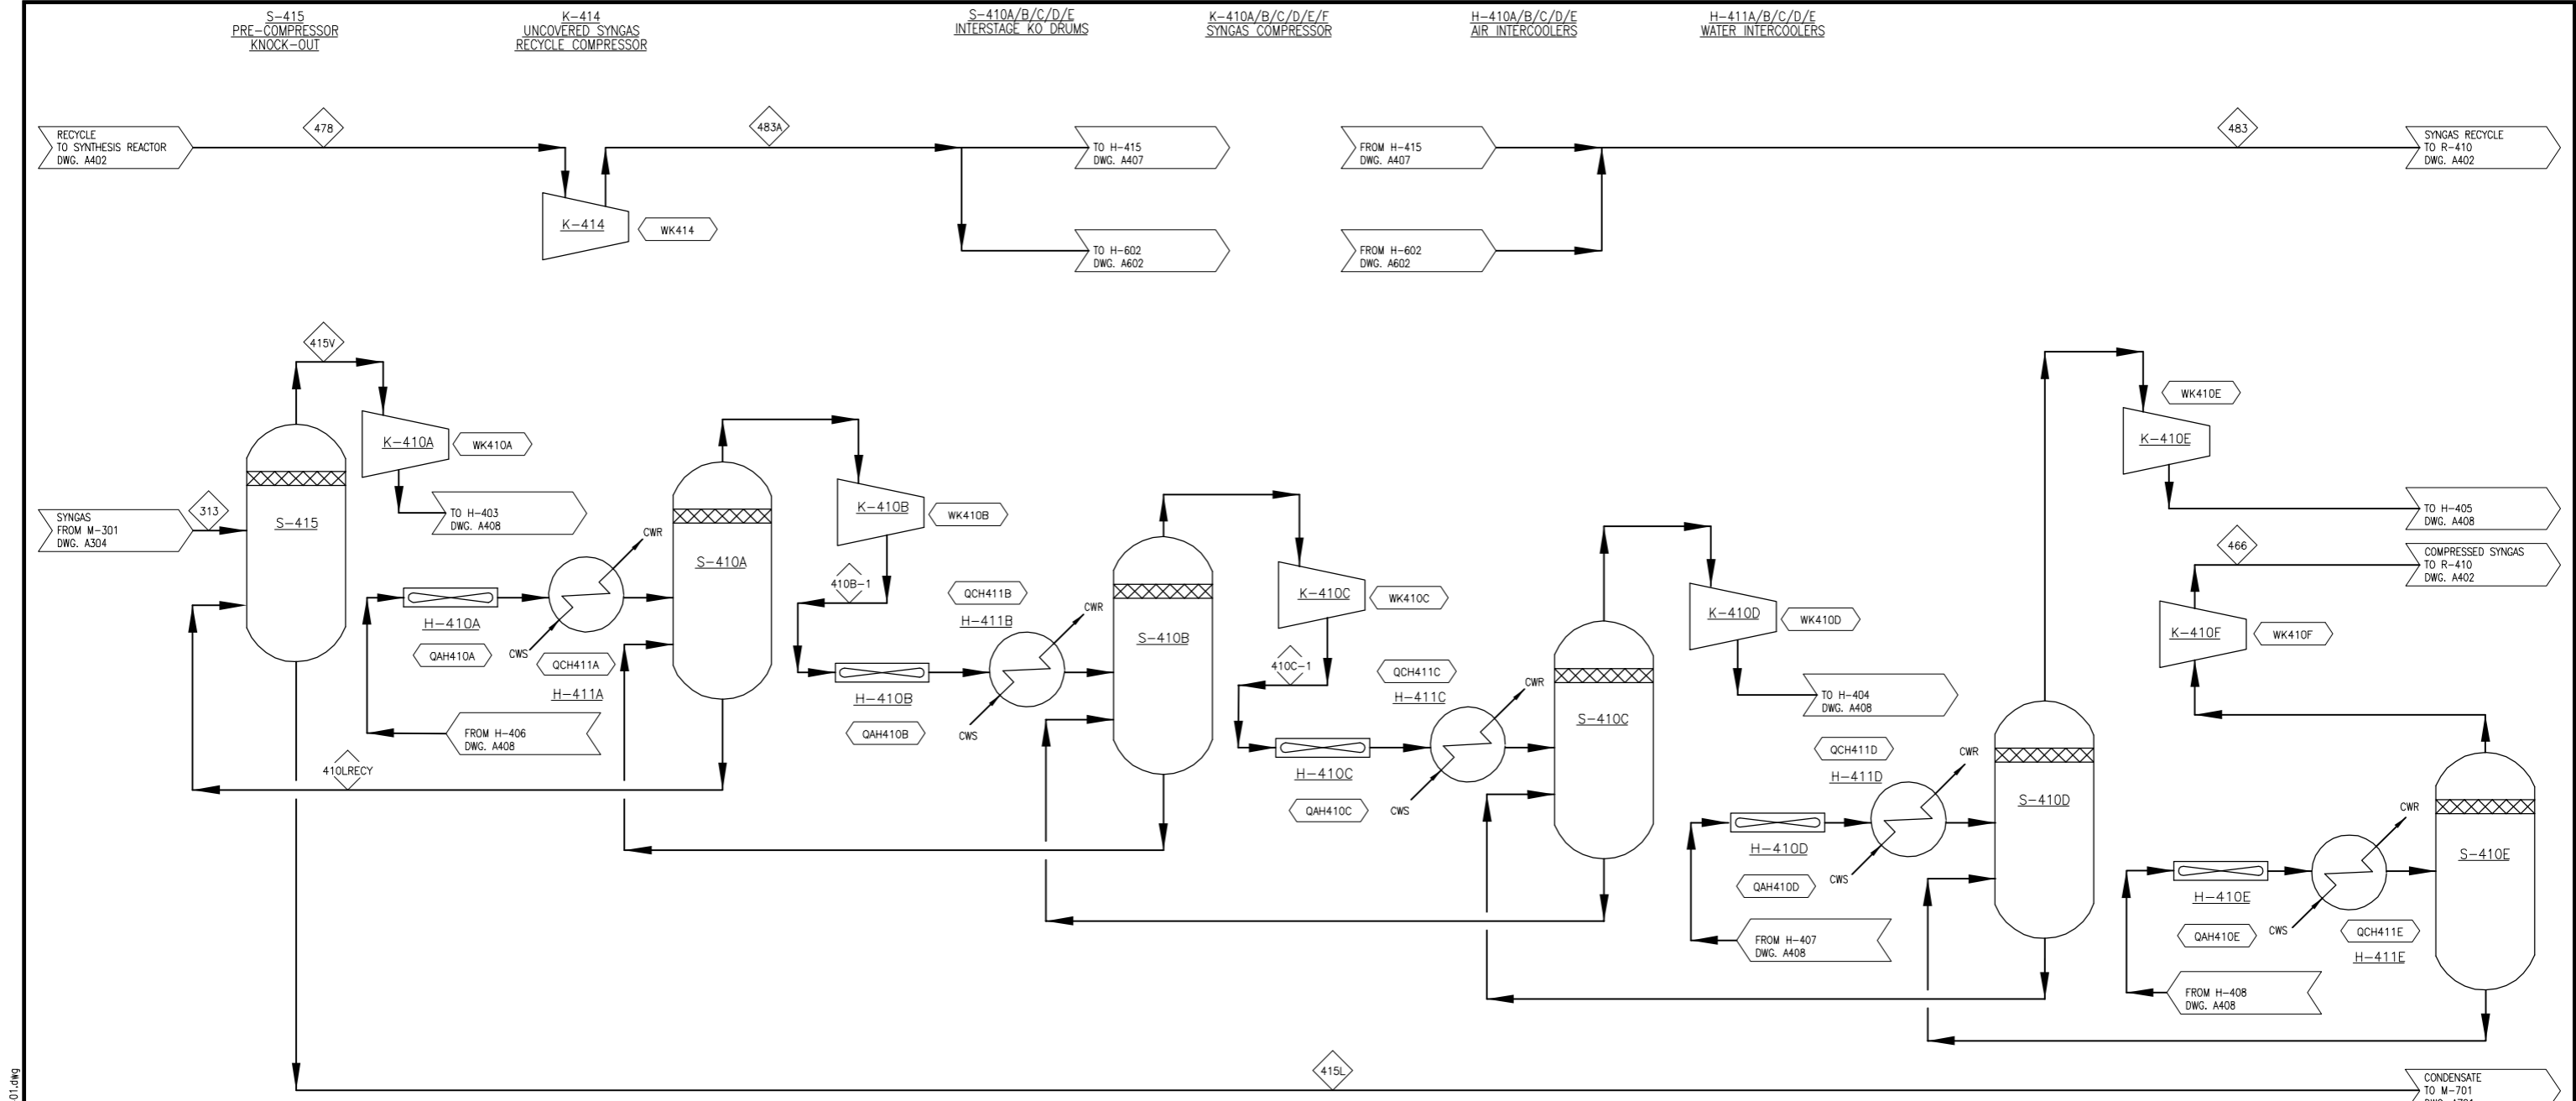 S-415
PRE-COMPRESSOR
KNOCK-OUT
K-414
UNCOVERED SYNGAS
RECYCLE COMPRESSOR
S-410A/B/C/D/E
INTERSTAGE KO DRUMS
K-410A/B/C/D/E/F
SYNGAS COMPRESSOR
H-410A/B/C/D/E
AIR INTERCOOLERS
H-411A/B/C/D/E
WATER INTERCOOLERS
RECYCLE
TO SYNTHESIS REACTOR
DWG. A402
478
K-414
WK414
483A
TO H-415
DWG. A407
TO H-602
DWG. A602
FROM H-415
DWG. A407
FROM H-602
DWG. A602
483
SYNGAS RECYCLE
TO R-410
DWG. A402
SYNGAS
FROM M-301
DWG. A304
313
S-415
415V
K-410A
WK410A
TO H-403
DWG. A408
H-410A
QAH410A
FROM H-406
DWG. A408
410LRECY
CWR
CWS
QCH411A
H-411A
S-410A
K-410B
WK410B
410B-1
H-410B
QAH410B
QCH411B
H-411B
CWR
CWS
S-410B
K-410C
WK410C
410C-1
H-410C
QAH410C
QCH411C
H-411C
CWR
CWS
S-410C
K-410D
WK410D
TO H-404
DWG. A408
QCH411D
H-411D
CWR
CWS
H-410D
QAH410D
FROM H-407
DWG. A408
S-410D
WK410E
K-410E
TO H-405
DWG. A408
466
COMPRESSED SYNGAS
TO R-410
DWG. A402
K-410F
WK410F
H-410E
QAH410E
FROM H-408
DWG. A408
CWR
CWS
QCH411E
H-411E
S-410E
415L
CONDENSATE
TO M-701
01.dwg